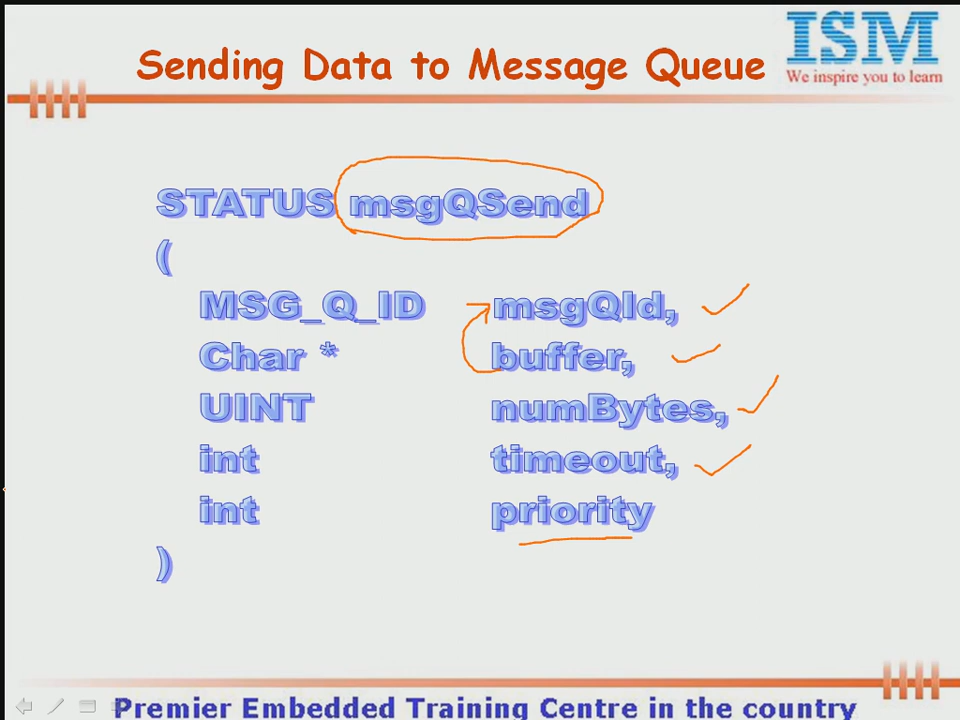 Sending Data to Message Queue
ISM
We inspire you to learn
STATUS msgQSend
(
MSG_Q_ID msgQId,
Char * buffer,
UINT numBytes,
int timeout,
int priority
)
Premier Embedded Training Centre in the country